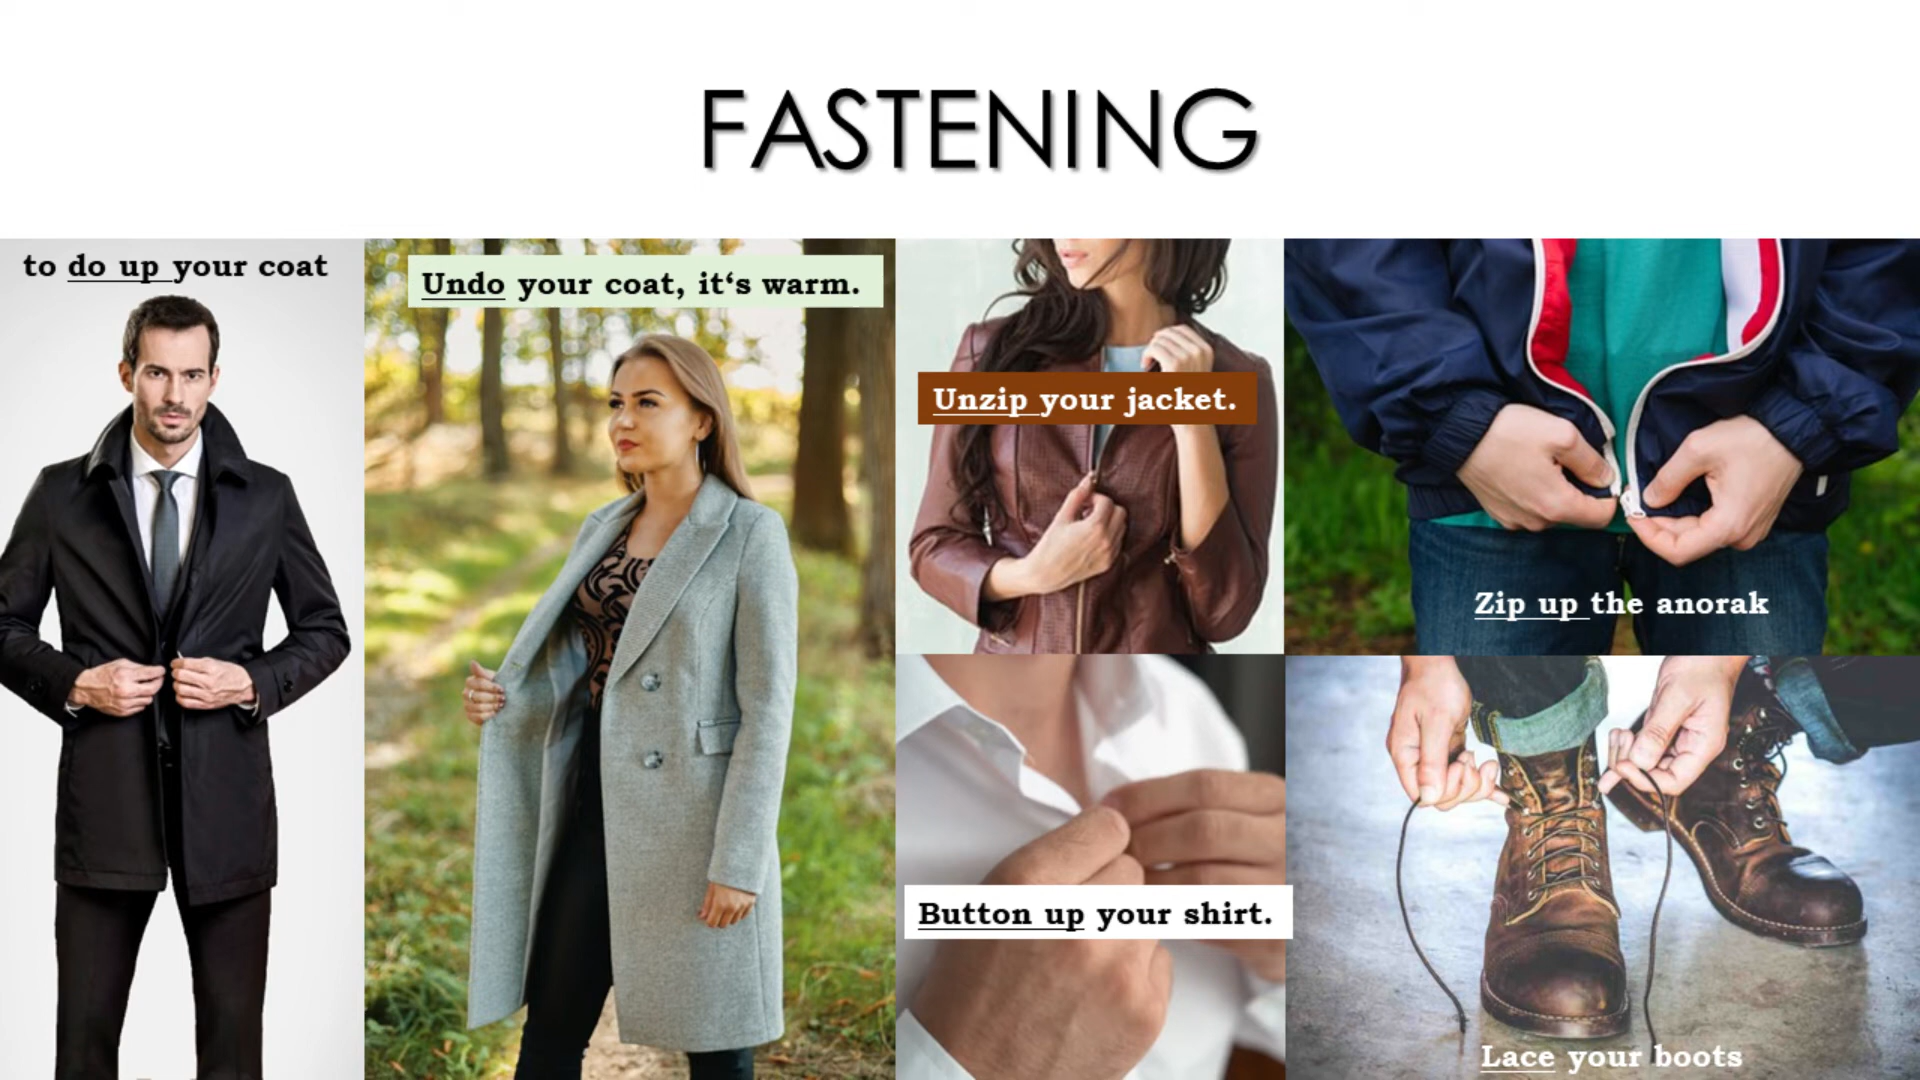 FASTENING
to do up your coat
Undo your coat, it‘s warm.
Unzip your jacket.
Zip up the anorak
Button up your shirt.
Lace your boots